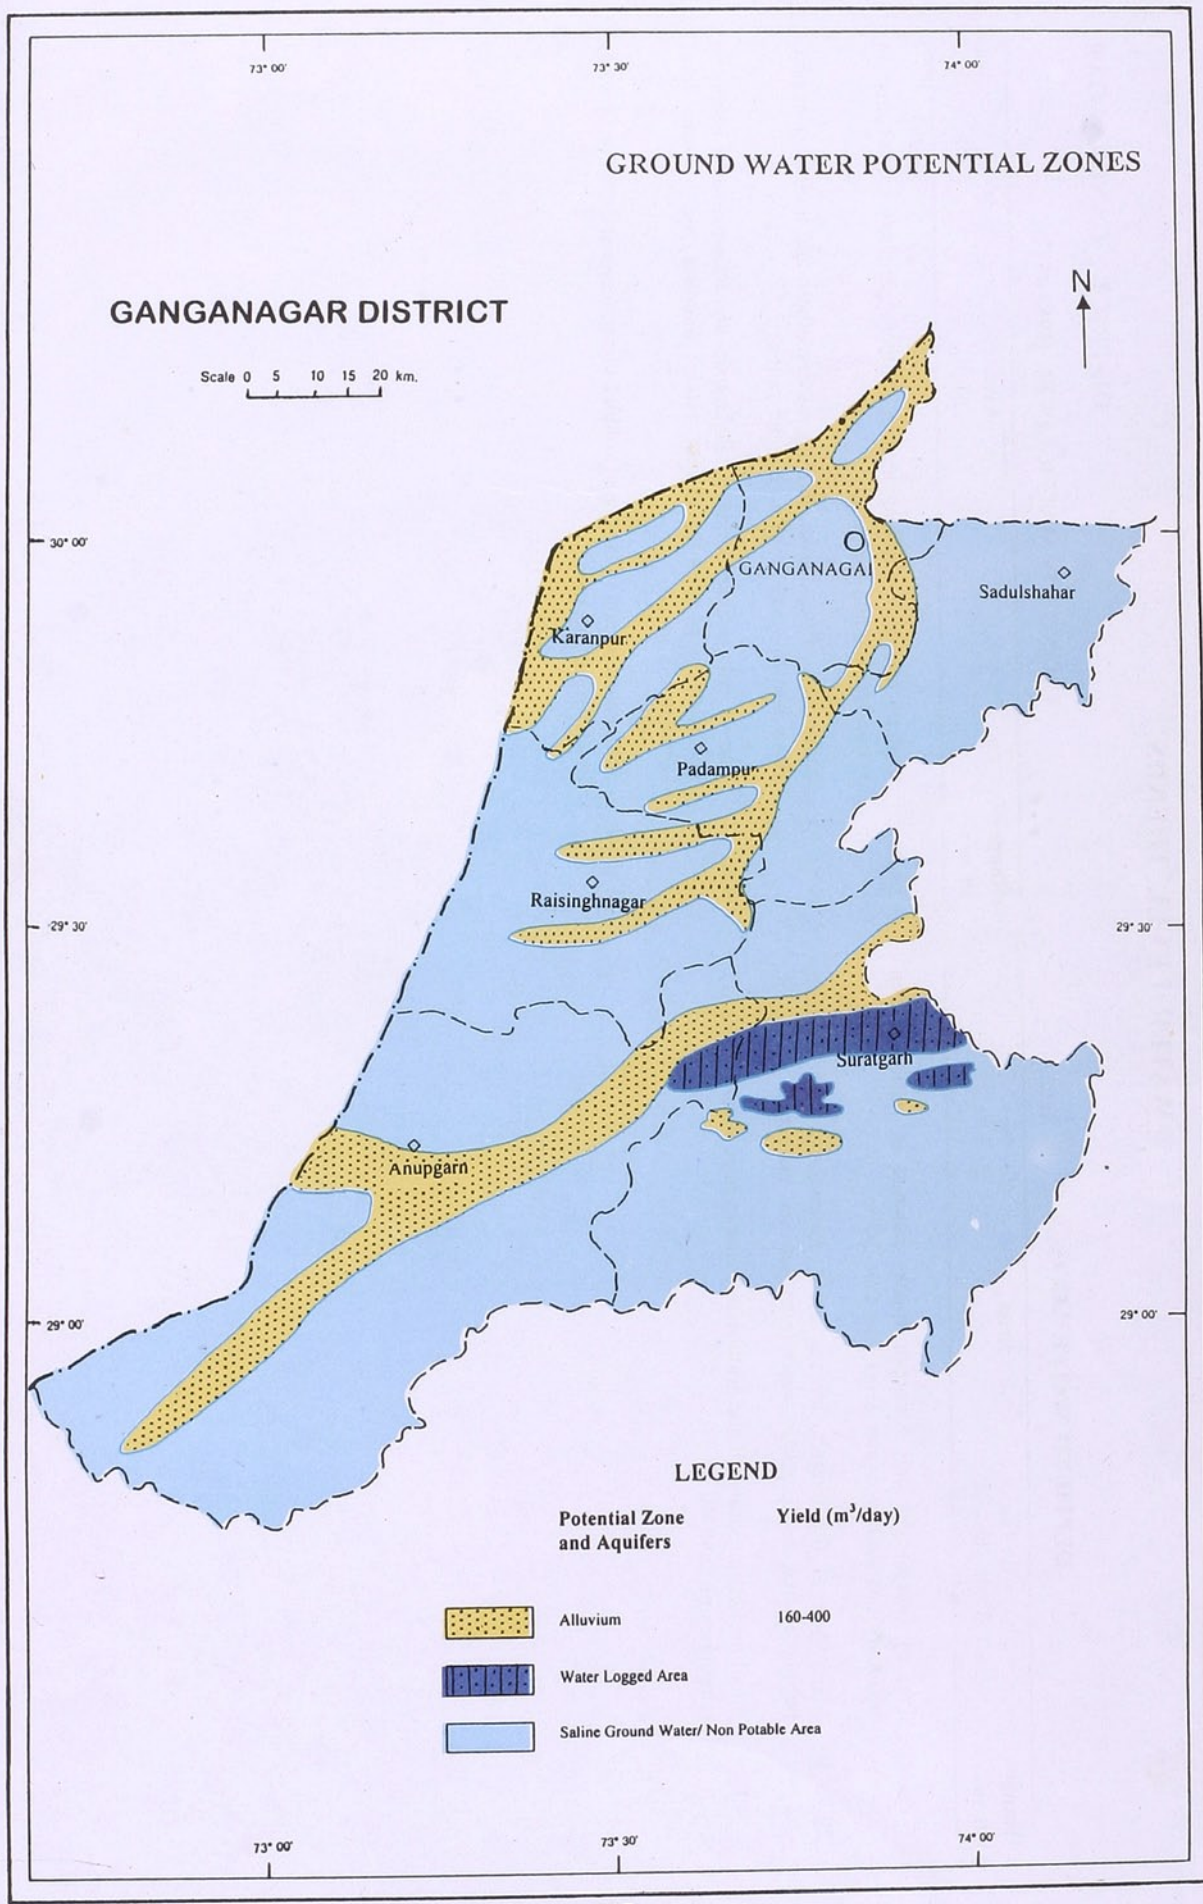 73° 00'
73° 30'
74° 00'
GROUND WATER POTENTIAL ZONES
N
GANGANAGAR DISTRICT
Scale 0 5 10 15 20 km.
30° 00'
GANGANAGAI
Sadulshahar
Karanpur
Padampur
Raisinghnagar
29° 30'
29° 30'
Suratgarh
Anupgarh
29° 00'
29° 00'
LEGEND
Potential Zone Yield (m³/day)
and Aquifers
Alluvium 160-400
Water Logged Area
Saline Ground Water/ Non Potable Area
73° 00'
73° 30'
74° 00'